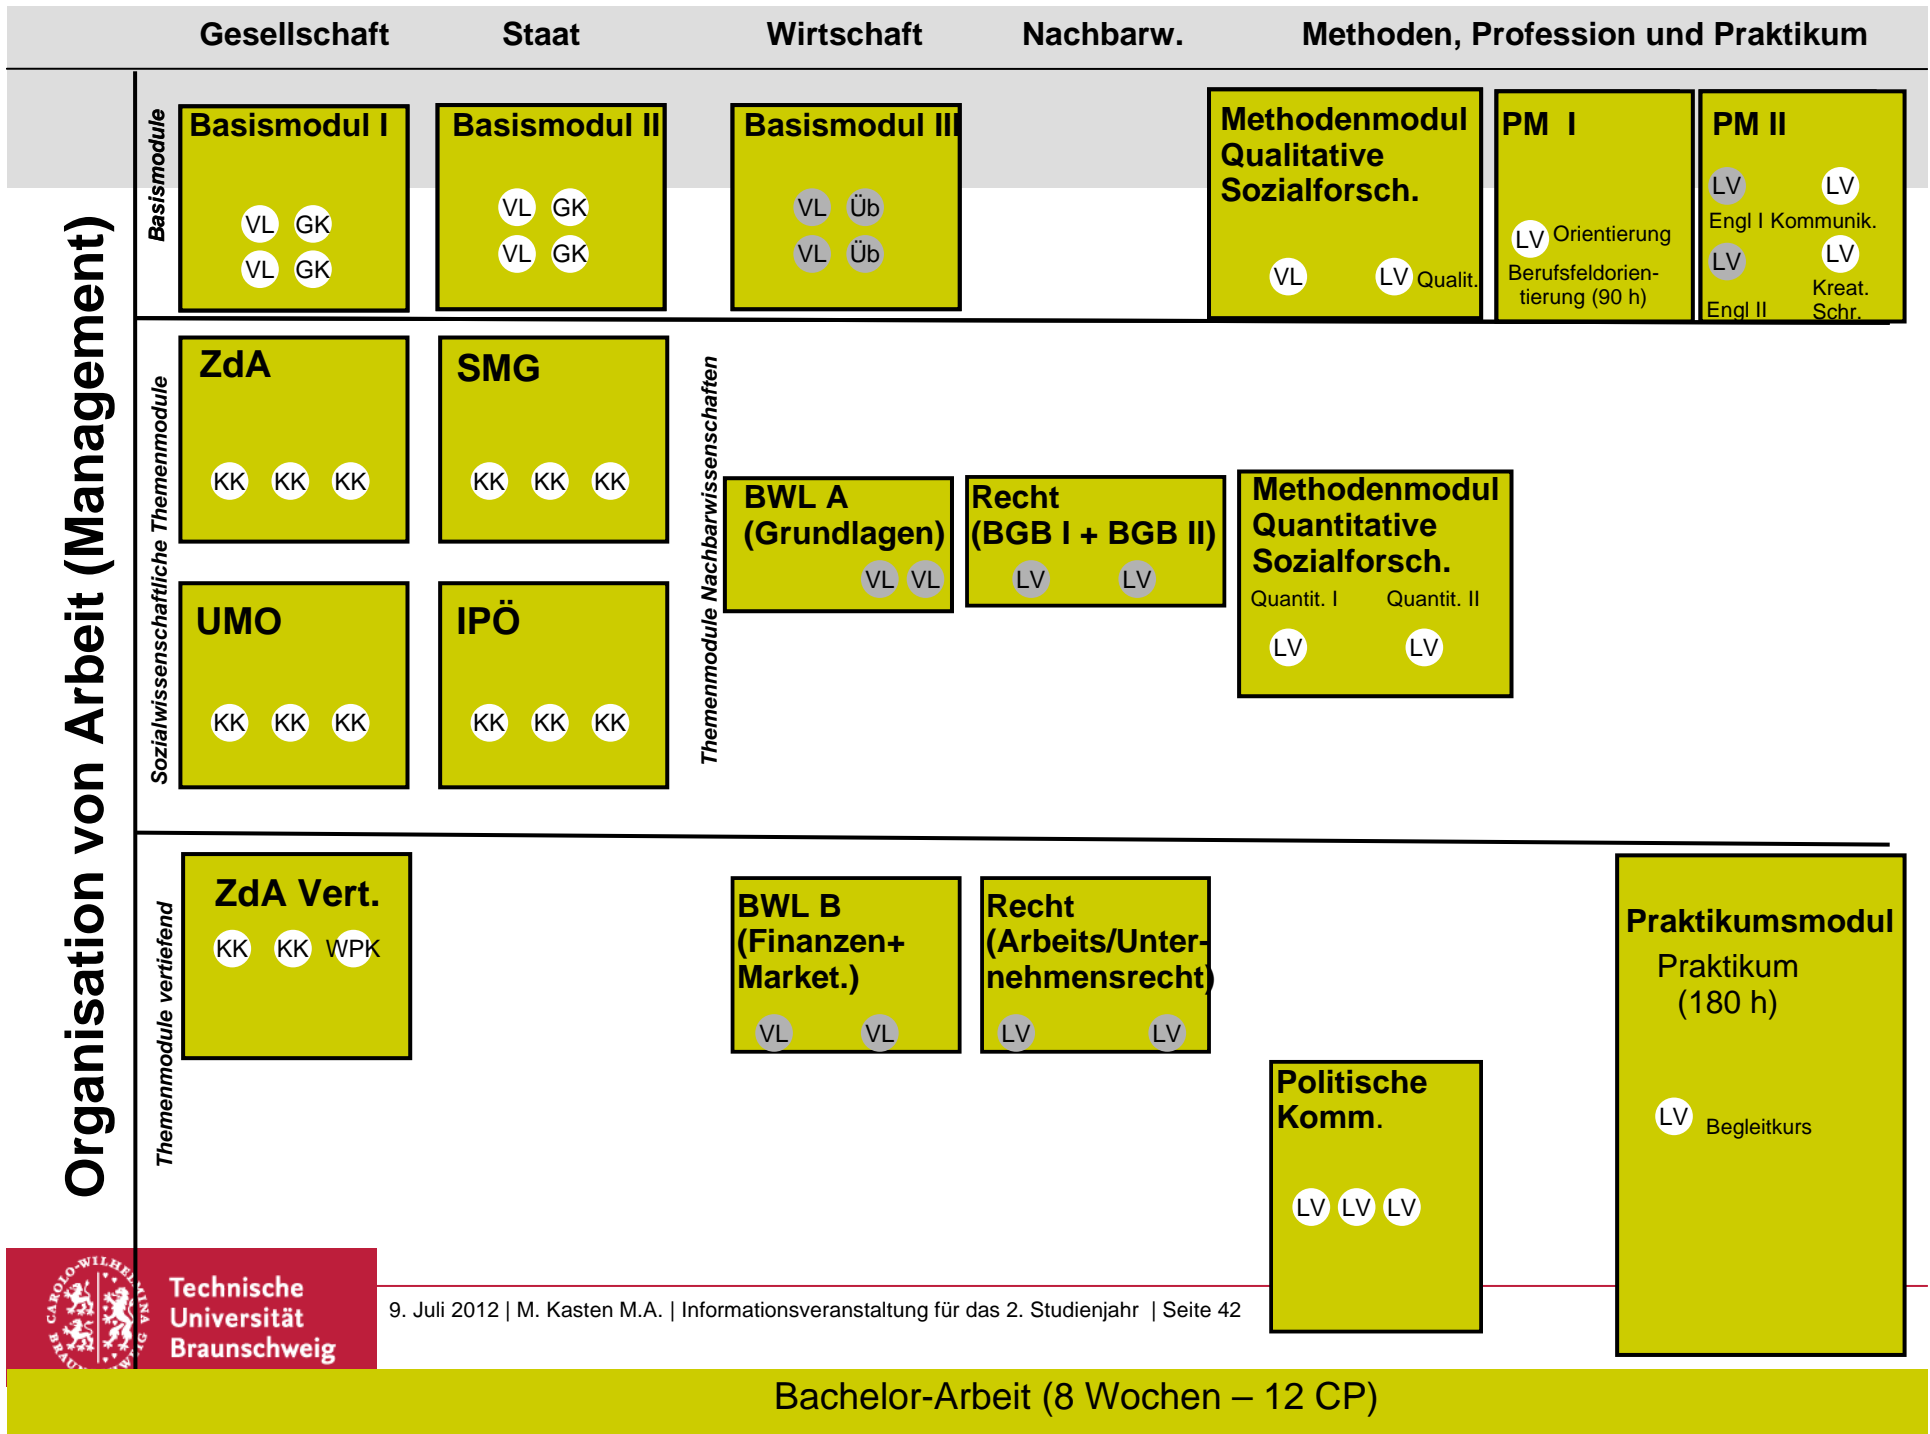 Gesellschaft Staat Wirtschaft Nachbarw. Methoden, Profession und Praktikum
Organisation von Arbeit (Management)
Basismodule
Basismodul I
VL GK
VL GK
Basismodul II
VL GK
VL GK
Basismodul III
VL Üb
VL Üb
Methodenmodul
Qualitative
Sozialforsch.
VL LV Qualit.
PM I
LV Orientierung
Berufsfeldorien-
tierung (90 h)
PM II
LV LV
Engl I Kommunik.
LV LV
Engl II Kreat.
Schr.
Sozialwissenschaftliche Themenmodule
ZdA
KK KK KK
SMG
KK KK KK
UMO
KK KK KK
IPÖ
KK KK KK
Themenmodule Nachbarwissenschaften
BWL A
(Grundlagen)
VL VL
Recht
(BGB I + BGB II)
LV LV
Methodenmodul
Quantitative
Sozialforsch.
Quantit. I Quantit. II
LV LV
Themenmodule vertiefend
ZdA Vert.
KK KK WPK
BWL B
(Finanzen+
Market.)
VL VL
Recht
(Arbeits/Unter-
nehmensrecht)
LV LV
Politische
Komm.
LV LV LV
Praktikumsmodul
Praktikum
(180 h)
LV Begleitkurs
Technische
Universität
Braunschweig
9. Juli 2012 | M. Kasten M.A. | Informationsveranstaltung für das 2. Studienjahr | Seite 42
Bachelor-Arbeit (8 Wochen – 12 CP)